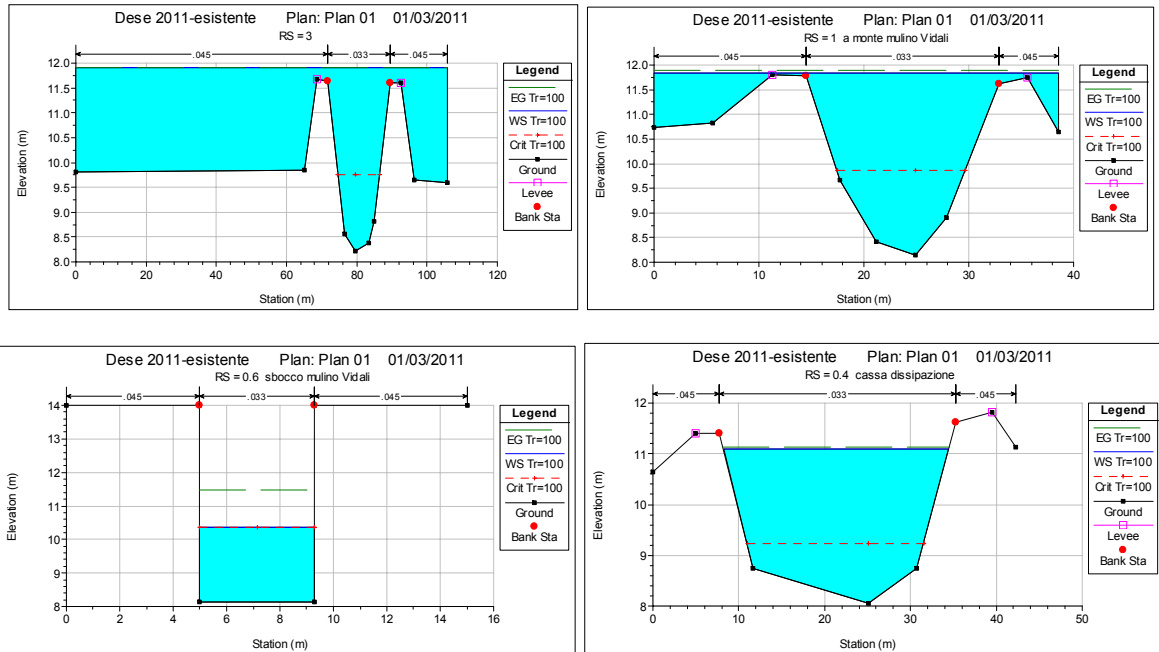 Dese 2011-esistente Plan: Plan 01 01/03/2011
RS = 3
.045 .033 .045
Elevation (m)
12.0
11.5
11.0
10.5
10.0
9.5
9.0
8.5
8.0
0 20 40 60 80 100 120
Station (m)
Legend
EG Tr=100
WS Tr=100
Crit Tr=100
Ground
Levee
Bank Sta
Dese 2011-esistente Plan: Plan 01 01/03/2011
RS = 1 a monte mulino Vidali
.045 .033 .045
Elevation (m)
12.0
11.5
11.0
10.5
10.0
9.5
9.0
8.5
8.0
0 10 20 30 40
Station (m)
Legend
EG Tr=100
WS Tr=100
Crit Tr=100
Ground
Levee
Bank Sta
Dese 2011-esistente Plan: Plan 01 01/03/2011
RS = 0.6 sbocco mulino Vidali
.045 .033 .045
Elevation (m)
14
13
12
11
10
9
8
0 2 4 6 8 10 12 14 16
Station (m)
Legend
EG Tr=100
WS Tr=100
Crit Tr=100
Ground
Bank Sta
Dese 2011-esistente Plan: Plan 01 01/03/2011
RS = 0.4 cassa dissipazione
.045 .033 .045
Elevation (m)
12
11
10
9
8
0 10 20 30 40 50
Station (m)
Legend
EG Tr=100
WS Tr=100
Crit Tr=100
Ground
Levee
Bank Sta